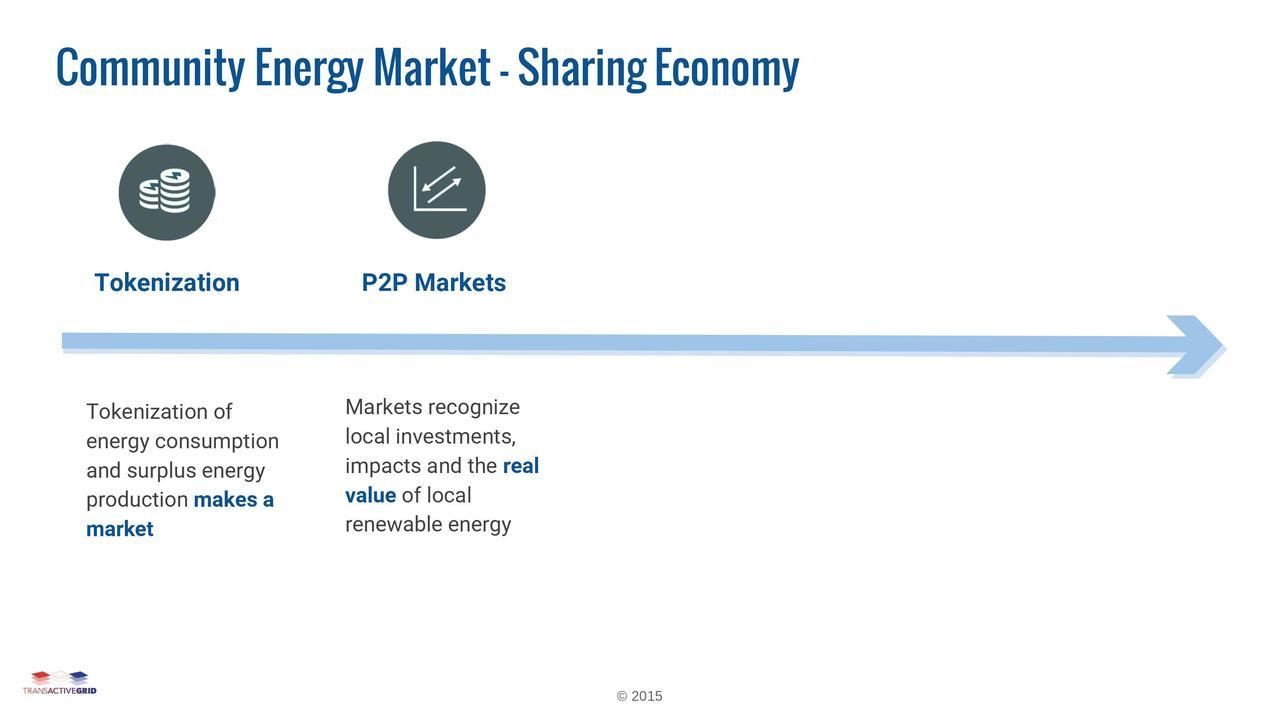 Community Energy Market - Sharing Economy
Tokenization
P2P Markets
Tokenization of
energy consumption
and surplus energy
production makes a
market
Markets recognize
local investments,
impacts and the real
value of local
renewable energy
TRANSACTIVEGRID
© 2015